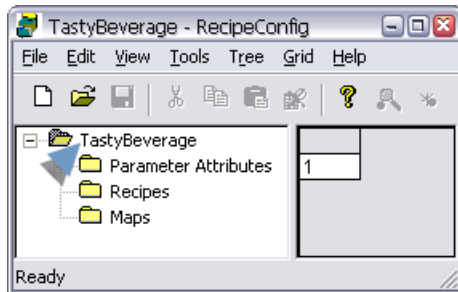 TastyBeverage - RecipeConfig
File Edit View Tools Tree Grid Help
TastyBeverage
Parameter Attributes
1
Recipes
Maps
Ready